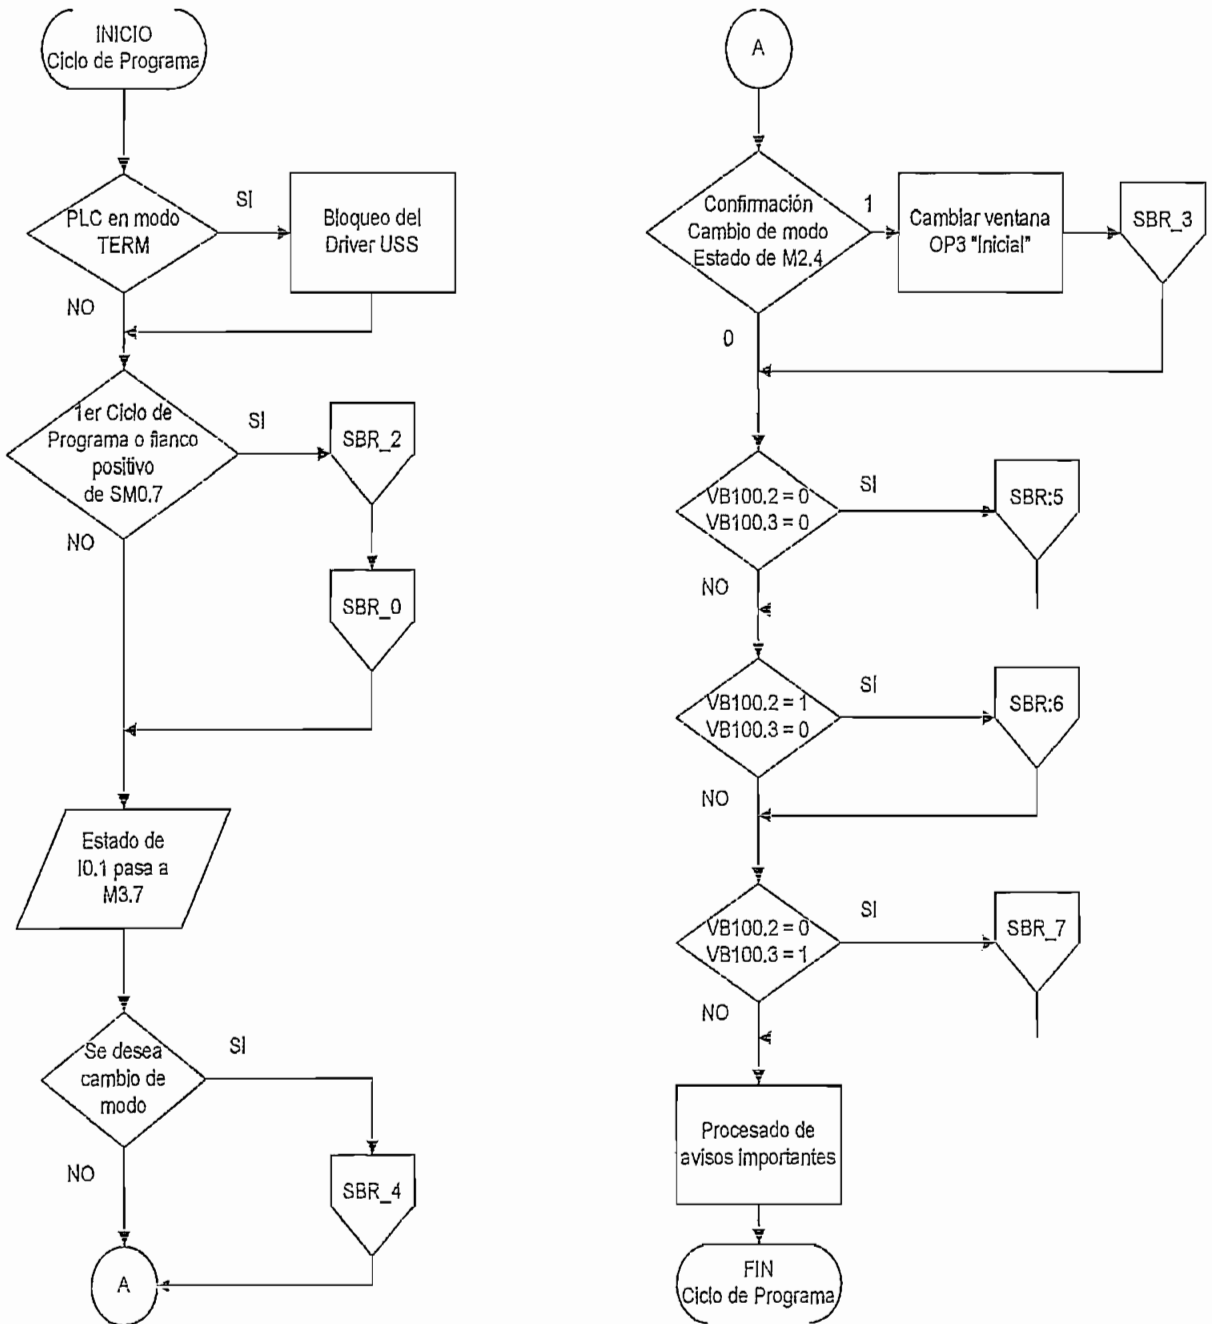 INICIO
Ciclo de Programa
PLC en modo
TERM
SI
Bloqueo del
Driver USS
NO
1er Ciclo de
Programa o flanco
positivo
de SM0.7
SI
SBR_2
NO
SBR_0
Estado de
I0.1 pasa a
M3.7
Se desea
cambio de
modo
SI
NO
SBR_4
A
A
Confirmación
Cambio de modo
Estado de M2.4
1
Cambiar ventana
OP3 "Inicial"
SBR_3
0
VB100.2 = 0
VB100.3 = 0
SI
SBR:5
NO
VB100.2 = 1
VB100.3 = 0
SI
SBR:6
NO
VB100.2 = 0
VB100.3 = 1
SI
SBR_7
NO
Procesado de
avisos importantes
FIN
Ciclo de Programa